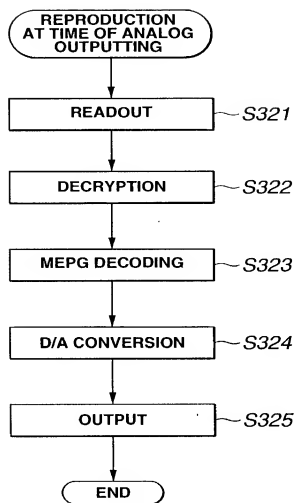 REPRODUCTION
AT TIME OF ANALOG
OUTPUTTING
READOUT
S321
DECRYPTION
S322
MEPG DECODING
S323
D/A CONVERSION
S324
OUTPUT
S325
END